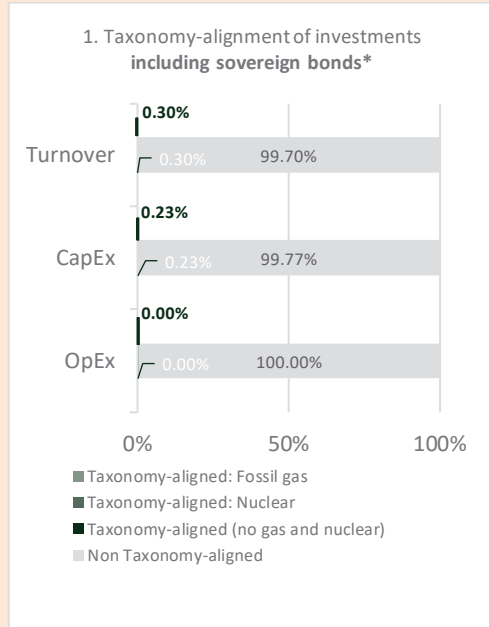 1. Taxonomy-alignment of investments
including sovereign bonds*
0.30%
Turnover
0.30%
99.70%
0.23%
CapEx
0.23%
99.77%
0.00%
OpEx
0.00%
100.00%
0%
50%
100%
Taxonomy-aligned: Fossil gas
Taxonomy-aligned: Nuclear
Taxonomy-aligned (no gas and nuclear)
Non Taxonomy-aligned